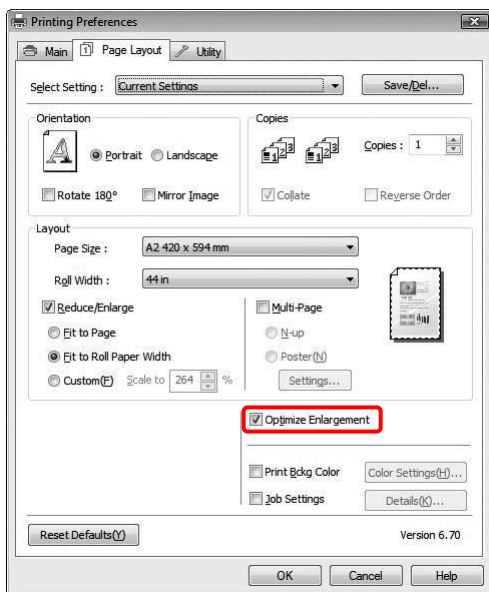 Printing Preferences
Main Page Layout Utility
Select Setting : Current Settings Save/Del...
Orientation
Portrait Landscape
Rotate 180° Mirror Image
Copies
Copies : 1
Collate Reverse Order
Layout
Page Size : A2 420 x 594 mm
Roll Width : 44 in
Reduce/Enlarge
Fit to Page
Fit to Roll Paper Width
Custom(F) Scale to 264 %
Multi-Page
N-up
Poster(N)
Settings...
Optimize Enlargement
Print Bckg Color Color Settings(H)...
Job Settings Details(K)...
Reset Defaults(Y) Version 6.70
OK Cancel Help